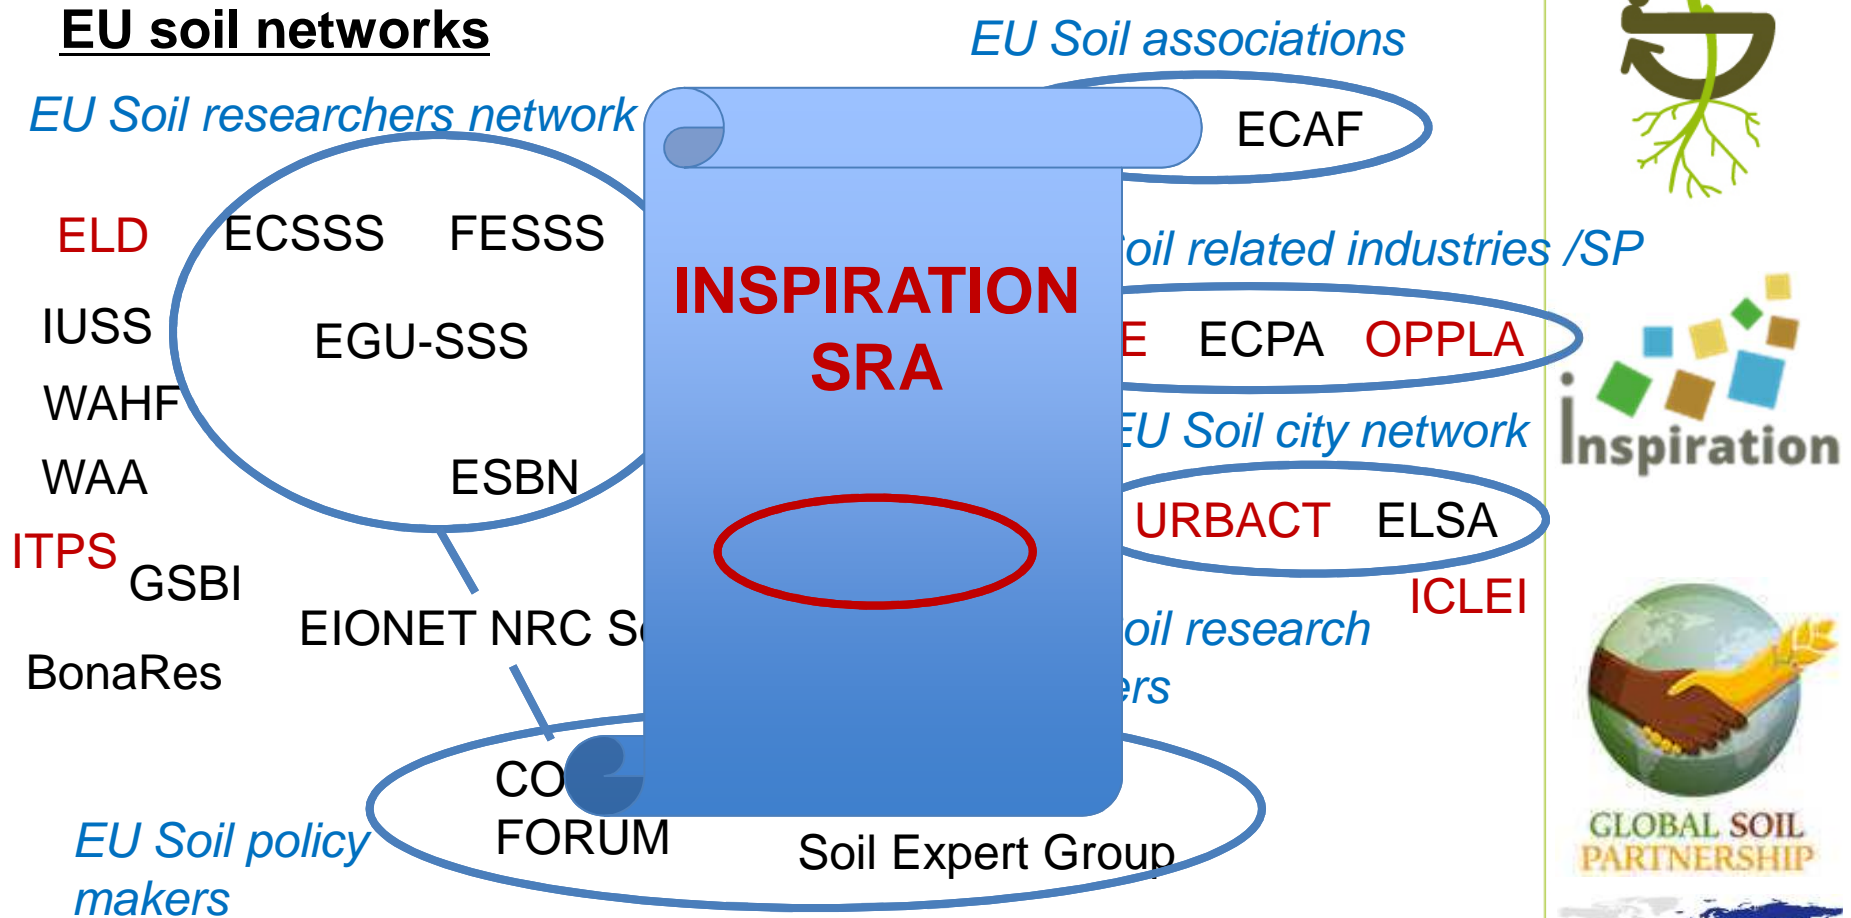 EU soil networks
EU Soil associations
EU Soil researchers network
ECAF
ELD
ECSSS FESSS
oil related industries /SP
INSPIRATION
SRA
IUSS
EGU-SSS
E ECPA OPPLA
WAHF
EU Soil city network
inspiration
WAA
ESBN
URBACT ELSA
ITPS
GSBI
ICLEI
EIONET NRC
oil research
ers
BonaRes
CO
FORUM
Soil Expert Group
EU Soil policy
makers
GLOBAL SOIL
PARTNERSHIP